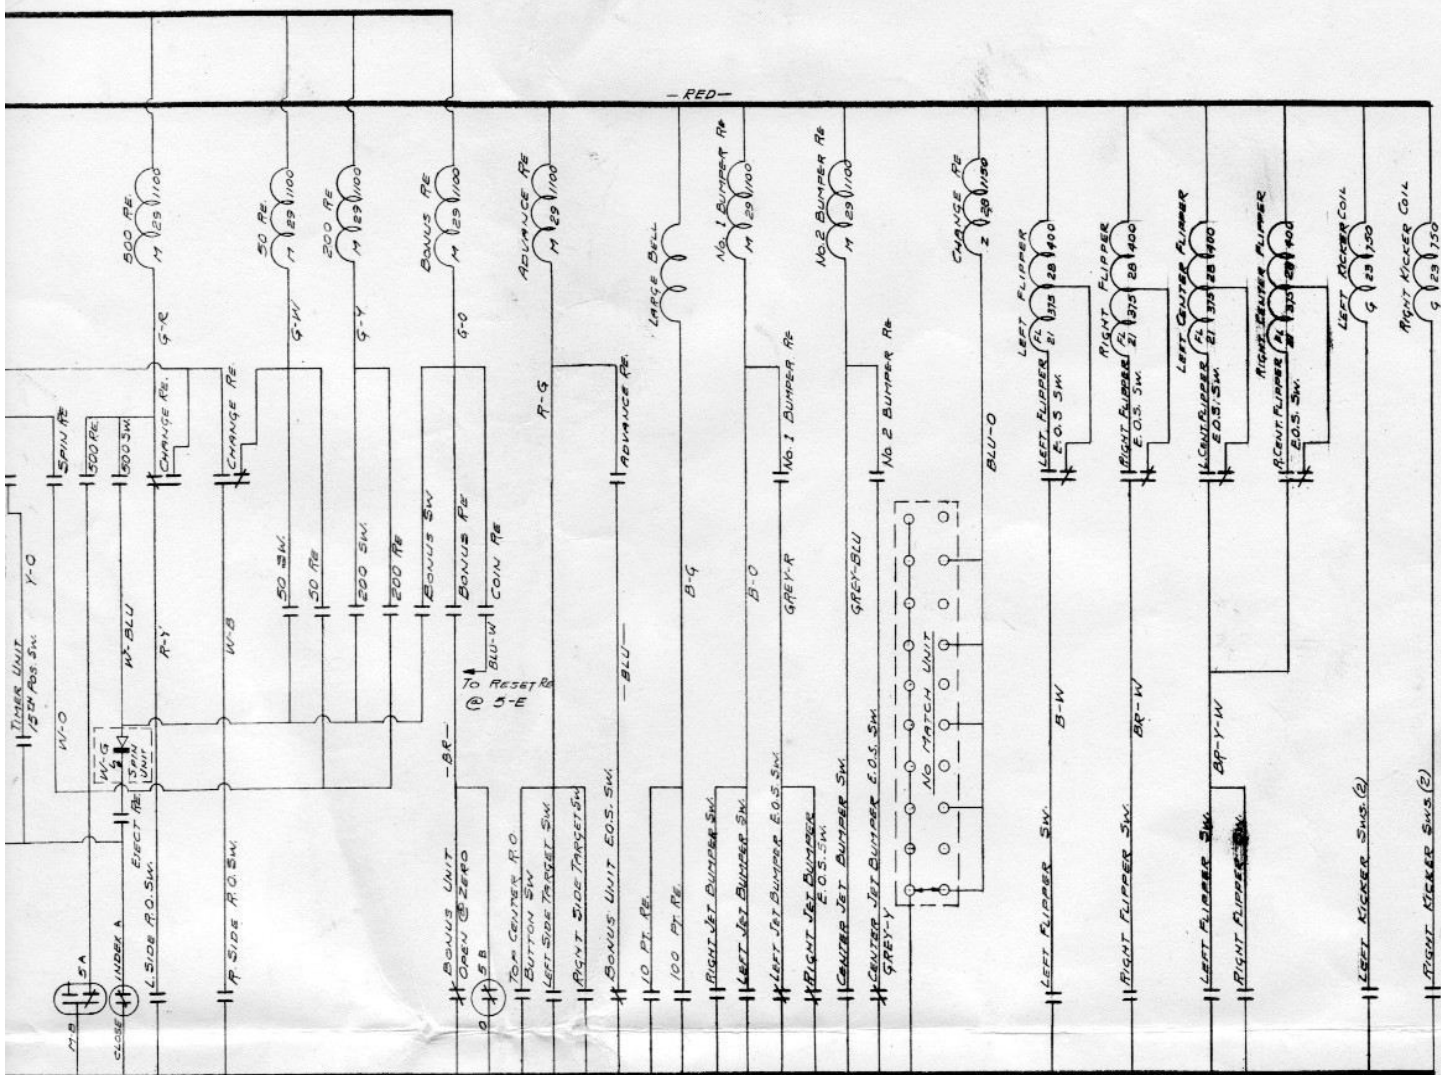 — RED —
500 RE.
M 29 1100
50 RE.
M 29 1100
200 RE
M 29 1100
BONUS RE
M 29 1100
ADVANCE RE
M 29 1100
LARGE BELL
No. 1 BUMPER RE
M 29 1100
No. 2 BUMPER RE
M 29 1100
CHANGE RE
Z 28 1150
LEFT FLIPPER
FL 21 375 28 400
RIGHT FLIPPER
FL 21 375 28 400
LEFT CENTER FLIPPER
FL 21 375 28 400
RIGHT CENTER FLIPPER
FL 375 28 400
LEFT KICKER COIL
G 23 750
RIGHT KICKER COIL
G 23 750
G-R
G-W
G-Y
G-O
R-G
SPIN RE
500 RE.
500 SW.
CHANGE RE.
CHANGE RE.
ADVANCE RE.
No. 1 BUMPER RE
No 2 BUMPER RE
BLU-O
LEFT FLIPPER
E.O.S SW.
RIGHT FLIPPER
E.O.S. SW.
L.CENT.FLIPPER
E.O.S. SW.
R.CENT.FLIPPER
E.O.S. SW.
TIMER UNIT
15TH POS. SW.
Y-O
W-O
W-BLU
R-Y
W-B
50 SW.
50 RE
200 SW.
200 RE
BONUS SW
BONUS RE
COIN RE
BLU-W
TO RESET RE
@ 5-E
— BLU —
B-G
B-O
GREY-R
GREY-BLU
NO MATCH UNIT
B-W
BR-W
BR-Y-W
W-G
SPIN
UNIT
EJECT RE
— BR —
MB
5A
INDEX A
CLOSE
L. SIDE R.O. SW.
R. SIDE R.O. SW.
BONUS UNIT
OPEN @ ZERO
5 B
O
TOP CENTER R.O
BUTTON SW
LEFT SIDE TARGET SW.
RIGHT SIDE TARGET SW
BONUS UNIT E.O.S. SW.
10 PT. RE.
100 PT. RE.
RIGHT JET BUMPER SW.
LEFT JET BUMPER SW.
LEFT JET BUMPER E.O.S. SW.
RIGHT JET BUMPER
E.O.S. SW.
CENTER JET BUMPER SW.
CENTER JET BUMPER E.O.S. SW.
GREY-Y
LEFT FLIPPER SW.
RIGHT FLIPPER SW.
LEFT FLIPPER SW.
RIGHT FLIPPER SW.
LEFT KICKER SWS. (2)
RIGHT KICKER SWS. (2)